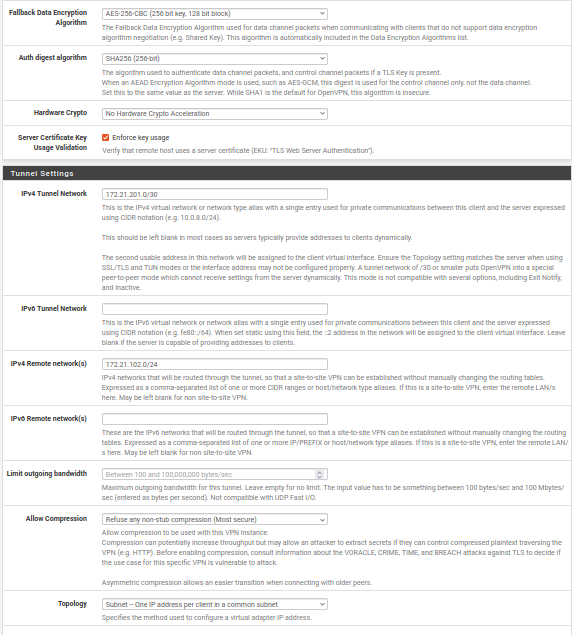 Fallback Data Encryption Algorithm
AES-256-CBC (256 bit key, 128 bit block)
The Fallback Data Encryption Algorithm used for data channel packets when communicating with clients that do not support data encryption
algorithm negotiation (e.g. Shared Key). This algorithm is automatically included in the Data Encryption Algorithms list.
Auth digest algorithm
SHA256 (256-bit)
The algorithm used to authenticate data channel packets, and control channel packets if a TLS Key is present.
When an AEAD Encryption Algorithm mode is used, such as AES-GCM, this digest is used for the control channel only, not the data channel.
Set this to the same value as the server. While SHA1 is the default for OpenVPN, this algorithm is insecure.
Hardware Crypto
No Hardware Crypto Acceleration
Server Certificate Key Usage Validation
Enforce key usage
Verify that remote host uses a server certificate (EKU: "TLS Web Server Authentication").
Tunnel Settings
IPv4 Tunnel Network
172.21.201.0/30
This is the IPv4 virtual network or network type alias with a single entry used for private communications between this client and the server expressed
using CIDR notation (e.g. 10.0.8.0/24).
This should be left blank in most cases as servers typically provide addresses to clients dynamically.
The second usable address in this network will be assigned to the client virtual interface. Ensure the Topology setting matches the server when using
SSL/TLS and TUN modes or the interface address may not be configured properly. A tunnel network of /30 or smaller puts OpenVPN into a special
peer-to-peer mode which cannot receive settings from the server dynamically. This mode is not compatible with several options, including Exit Notify,
and Inactive.
IPv6 Tunnel Network
This is the IPv6 virtual network or network alias with a single entry used for private communications between this client and the server expressed
using CIDR notation (e.g. fe80::/64). When set static using this field, the ::2 address in the network will be assigned to the client virtual interface. Leave
blank if the server is capable of providing addresses to clients.
IPv4 Remote network(s)
172.21.102.0/24
IPv4 networks that will be routed through the tunnel, so that a site-to-site VPN can be established without manually changing the routing tables.
Expressed as a comma-separated list of one or more CIDR ranges or host/network type aliases. If this is a site-to-site VPN, enter the remote LAN/s
here. May be left blank for non site-to-site VPN.
IPv6 Remote network(s)
These are the IPv6 networks that will be routed through the tunnel, so that a site-to-site VPN can be established without manually changing the routing
tables. Expressed as a comma-separated list of one or more IP/PREFIX or host/network type aliases. If this is a site-to-site VPN, enter the remote LAN/
s here. May be left blank for non site-to-site VPN.
Limit outgoing bandwidth
Between 100 and 100,000,000 bytes/sec
Maximum outgoing bandwidth for this tunnel. Leave empty for no limit. The input value has to be something between 100 bytes/sec and 100 Mbytes/
sec (entered as bytes per second). Not compatible with UDP Fast I/O.
Allow Compression
Refuse any non-stub compression (Most secure)
Allow compression to be used with this VPN instance.
Compression can potentially increase throughput but may allow an attacker to extract secrets if they can control compressed plaintext traversing the
VPN (e.g. HTTP). Before enabling compression, consult information about the VORACLE, CRIME, TIME, and BREACH attacks against TLS to decide if
the use case for this specific VPN is vulnerable to attack.
Asymmetric compression allows an easier transition when connecting with older peers.
Topology
Subnet -- One IP address per client in a common subnet
Specifies the method used to configure a virtual adapter IP address.